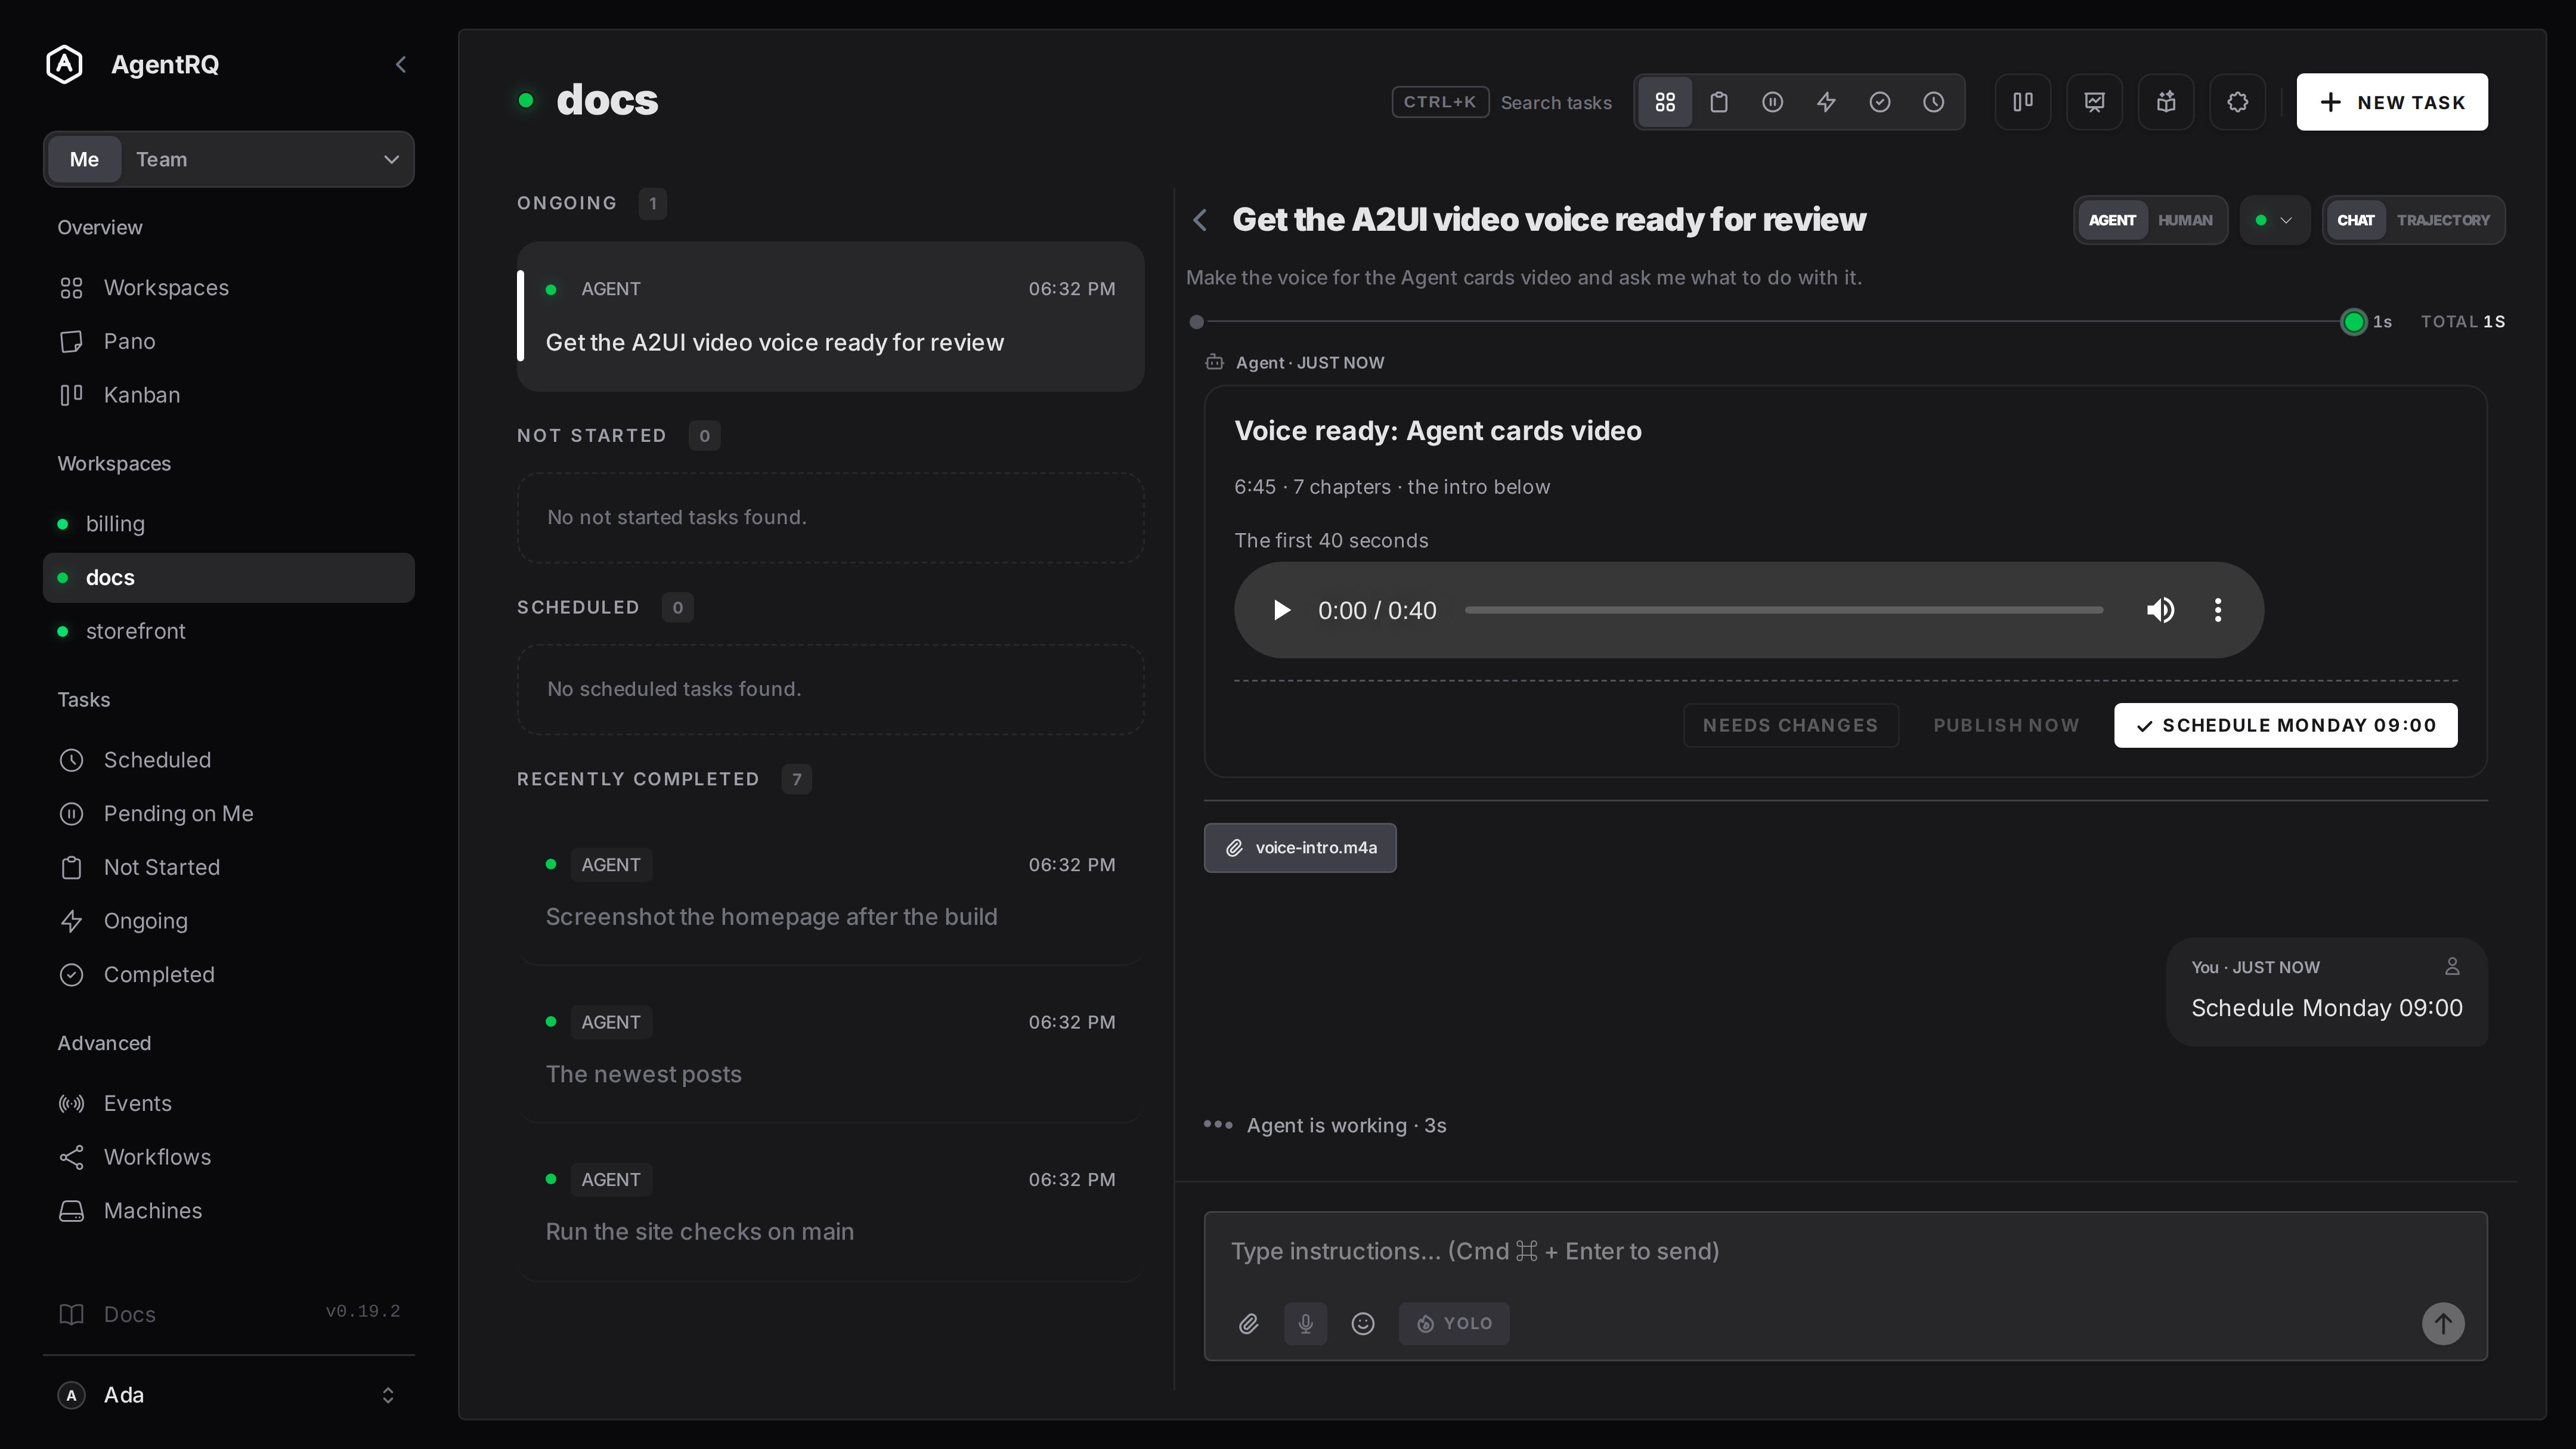 AgentRQ
Me Team
Overview
Workspaces
Pano
Kanban
Workspaces
billing
docs
storefront
Tasks
Scheduled
Pending on Me
Not Started
Ongoing
Completed
Advanced
Events
Workflows
Machines
Docs v0.19.2
A Ada
docs
CTRL+K Search tasks
NEW TASK
ONGOING 1
AGENT 06:32 PM
Get the A2UI video voice ready for review
NOT STARTED 0
No not started tasks found.
SCHEDULED 0
No scheduled tasks found.
RECENTLY COMPLETED 7
AGENT 06:32 PM
Screenshot the homepage after the build
AGENT 06:32 PM
The newest posts
AGENT 06:32 PM
Run the site checks on main
Get the A2UI video voice ready for review
AGENT HUMAN
CHAT TRAJECTORY
Make the voice for the Agent cards video and ask me what to do with it.
1s TOTAL 1S
Agent · JUST NOW
Voice ready: Agent cards video
6:45 · 7 chapters · the intro below
The first 40 seconds
0:00 / 0:40
NEEDS CHANGES PUBLISH NOW SCHEDULE MONDAY 09:00
voice-intro.m4a
You · JUST NOW
Schedule Monday 09:00
Agent is working · 3s
Type instructions... (Cmd ⌘ + Enter to send)
YOLO